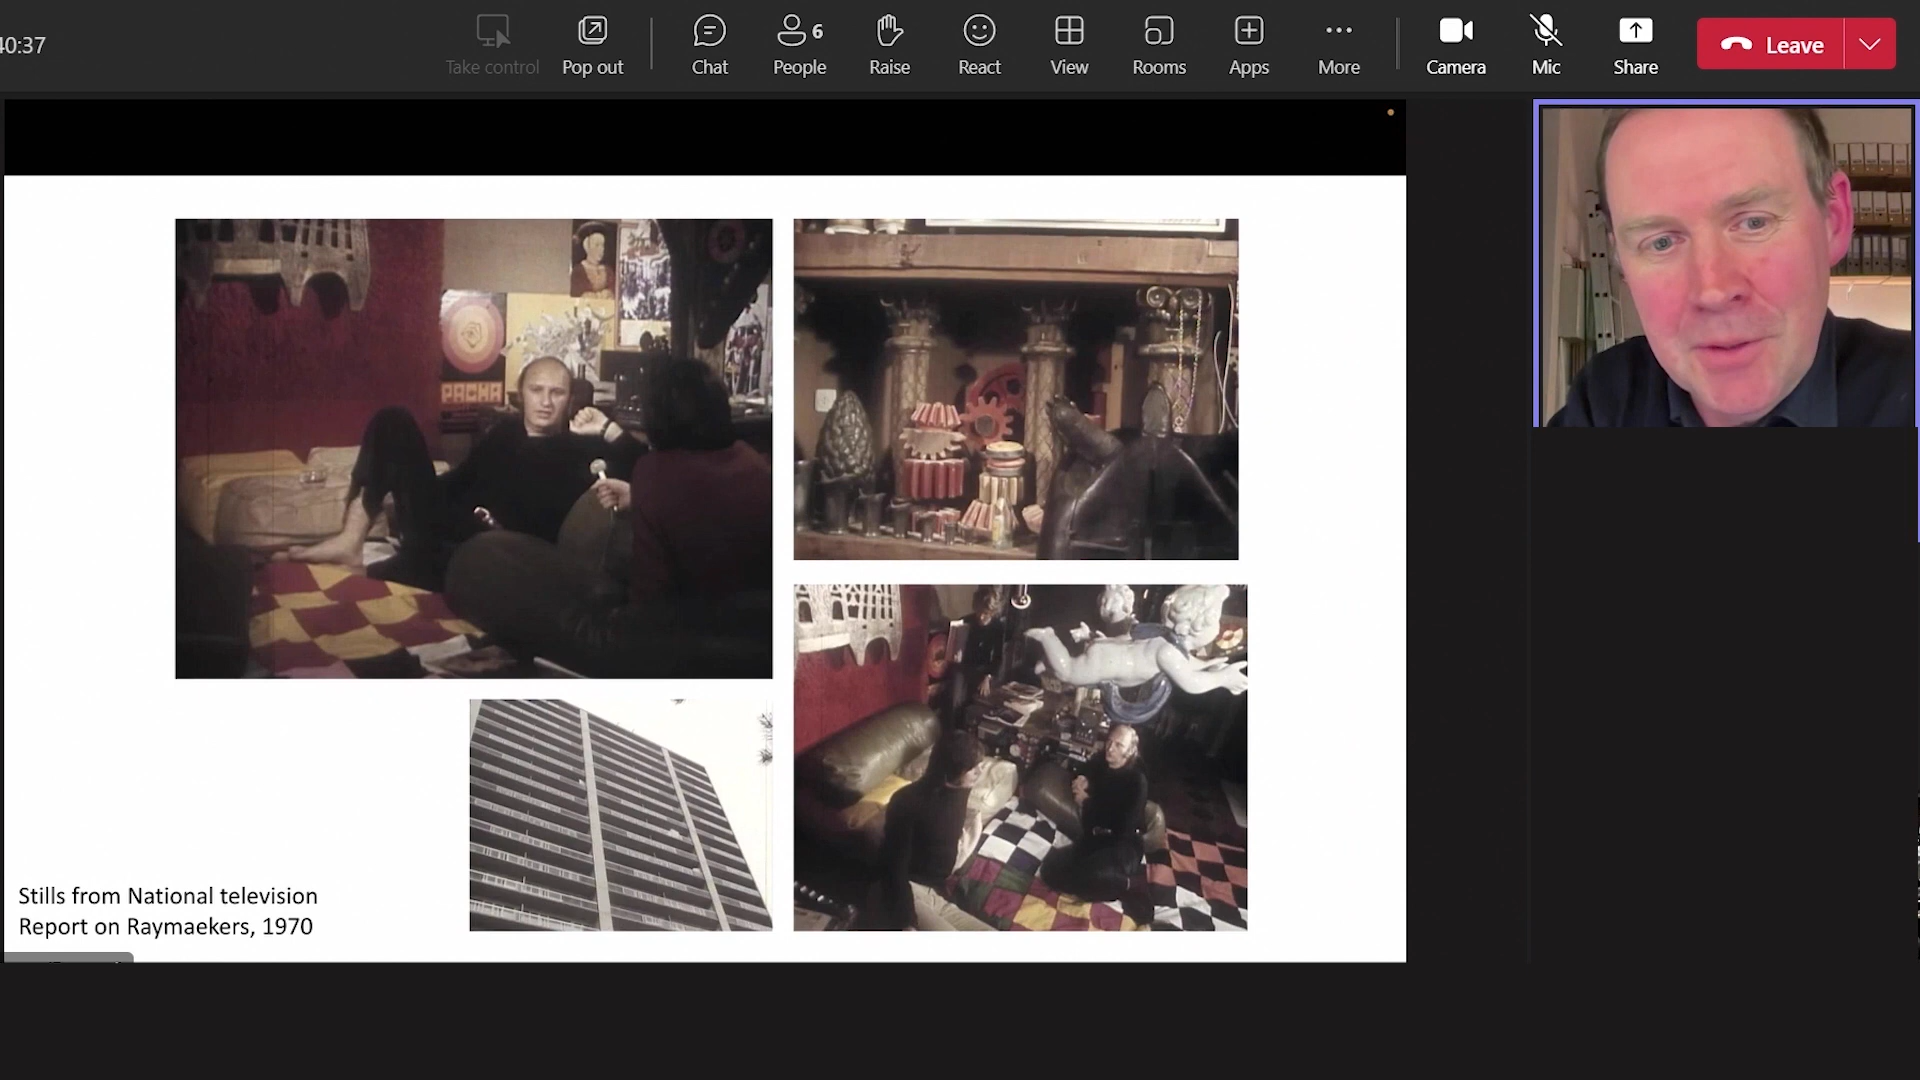 40:37
Take control
Pop out
Chat
6
People
Raise
React
View
Rooms
Apps
More
Camera
Mic
Share
Leave
PACHA
Stills from National television
Report on Raymaekers, 1970